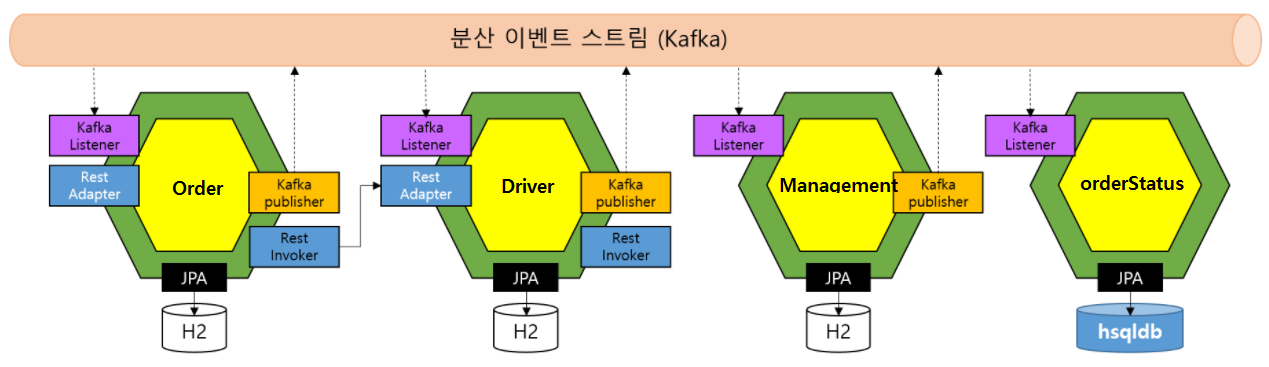 분산 이벤트 스트림 (Kafka)
Kafka
Listener
Rest
Adapter
Order
Kafka
publisher
Rest
Invoker
JPA
H2
Kafka
Listener
Rest
Adapter
Driver
Kafka
publisher
Rest
Invoker
JPA
H2
Kafka
Listener
Management
Kafka
publisher
JPA
H2
Kafka
Listener
orderStatus
JPA
hsqldb